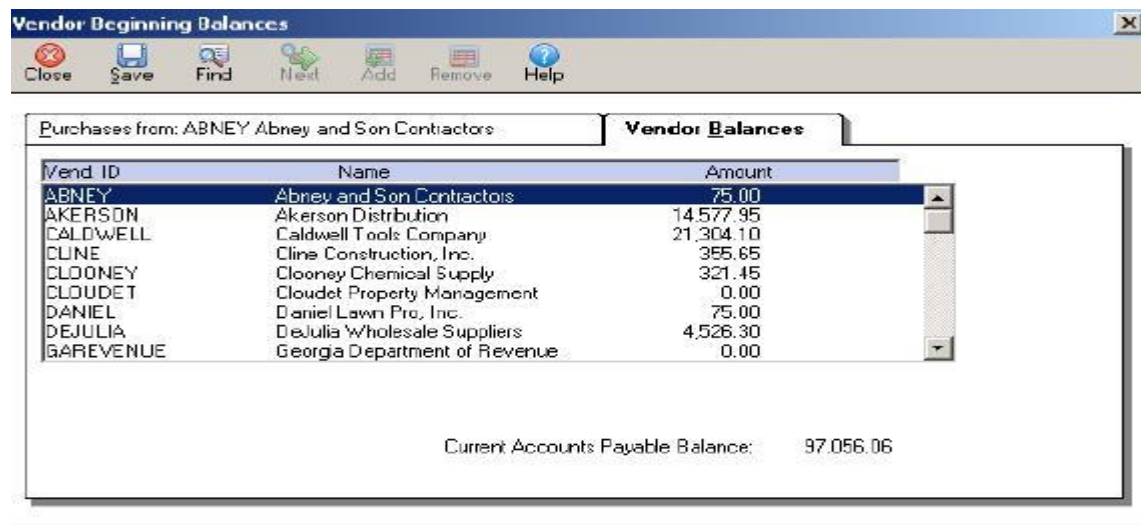 Vendor Beginning Balances
Close Save Find Next Add Remove Help
Purchases from: ABNEY Abney and Son Contractors Vendor Balances
Vend. ID Name Amount
ABNEY Abney and Son Contractors 75.00
AKERSON Akerson Distribution 14,577.95
CALDWELL Caldwell Tools Company 21,304.10
CLINE Cline Construction, Inc. 355.65
CLOONEY Clooney Chemical Supply 321.45
CLOUDET Cloudet Property Management 0.00
DANIEL Daniel Lawn Pro, Inc. 75.00
DEJULIA DeJulia Wholesale Suppliers 4,526.30
GAREVENUE Georgia Department of Revenue 0.00
Current Accounts Payable Balance: 97,056.06